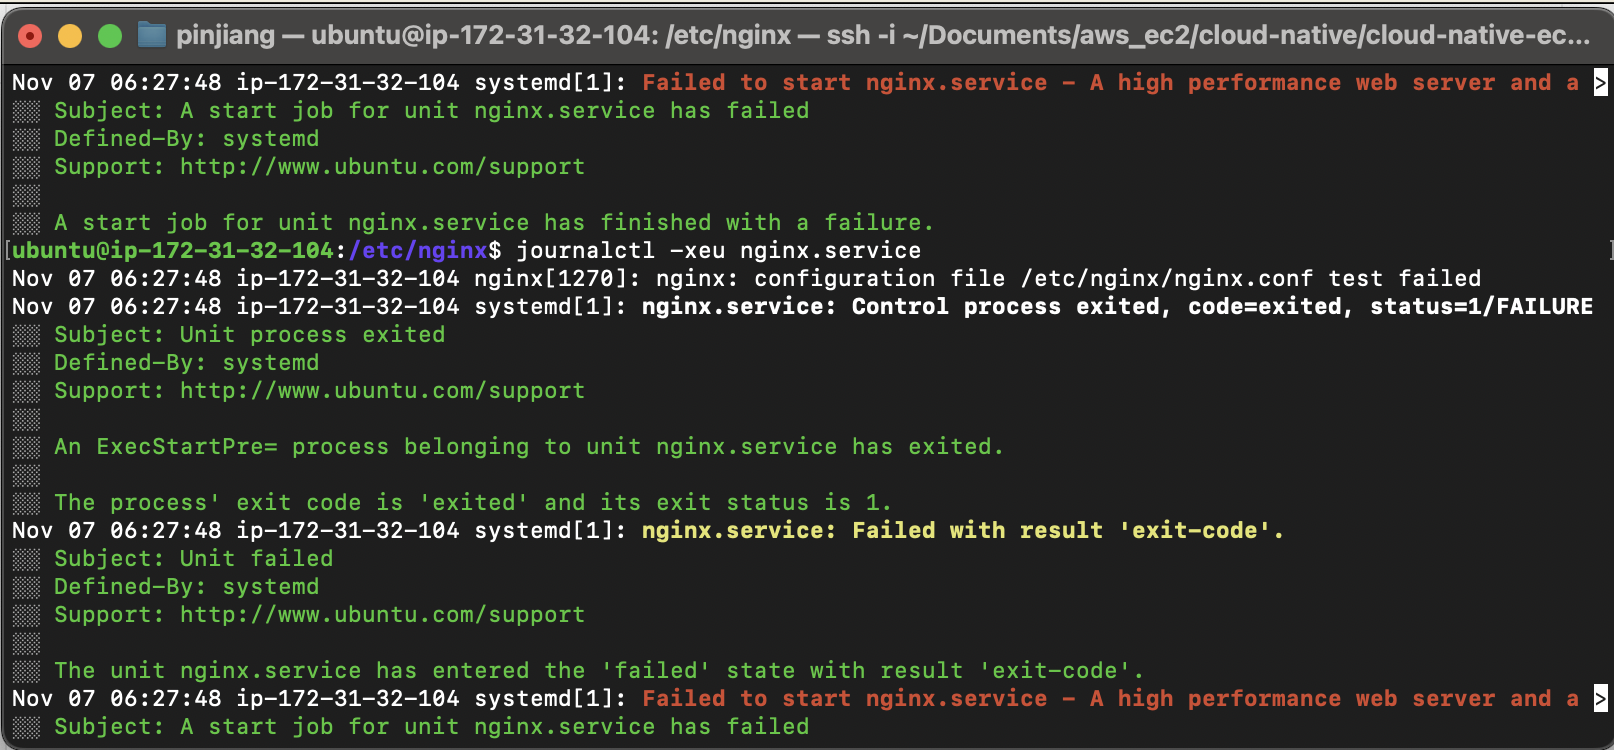 pinjiang — ubuntu@ip-172-31-32-104: /etc/nginx — ssh -i ~/Documents/aws_ec2/cloud-native/cloud-native-ec...
Nov 07 06:27:48 ip-172-31-32-104 systemd[1]: Failed to start nginx.service - A high performance web server and a >
░░ Subject: A start job for unit nginx.service has failed
░░ Defined-By: systemd
░░ Support: http://www.ubuntu.com/support
░░
░░ A start job for unit nginx.service has finished with a failure.
[ubuntu@ip-172-31-32-104:/etc/nginx$ journalctl -xeu nginx.service ]
Nov 07 06:27:48 ip-172-31-32-104 nginx[1270]: nginx: configuration file /etc/nginx/nginx.conf test failed
Nov 07 06:27:48 ip-172-31-32-104 systemd[1]: nginx.service: Control process exited, code=exited, status=1/FAILURE
░░ Subject: Unit process exited
░░ Defined-By: systemd
░░ Support: http://www.ubuntu.com/support
░░
░░ An ExecStartPre= process belonging to unit nginx.service has exited.
░░
░░ The process' exit code is 'exited' and its exit status is 1.
Nov 07 06:27:48 ip-172-31-32-104 systemd[1]: nginx.service: Failed with result 'exit-code'.
░░ Subject: Unit failed
░░ Defined-By: systemd
░░ Support: http://www.ubuntu.com/support
░░
░░ The unit nginx.service has entered the 'failed' state with result 'exit-code'.
Nov 07 06:27:48 ip-172-31-32-104 systemd[1]: Failed to start nginx.service - A high performance web server and a >
░░ Subject: A start job for unit nginx.service has failed